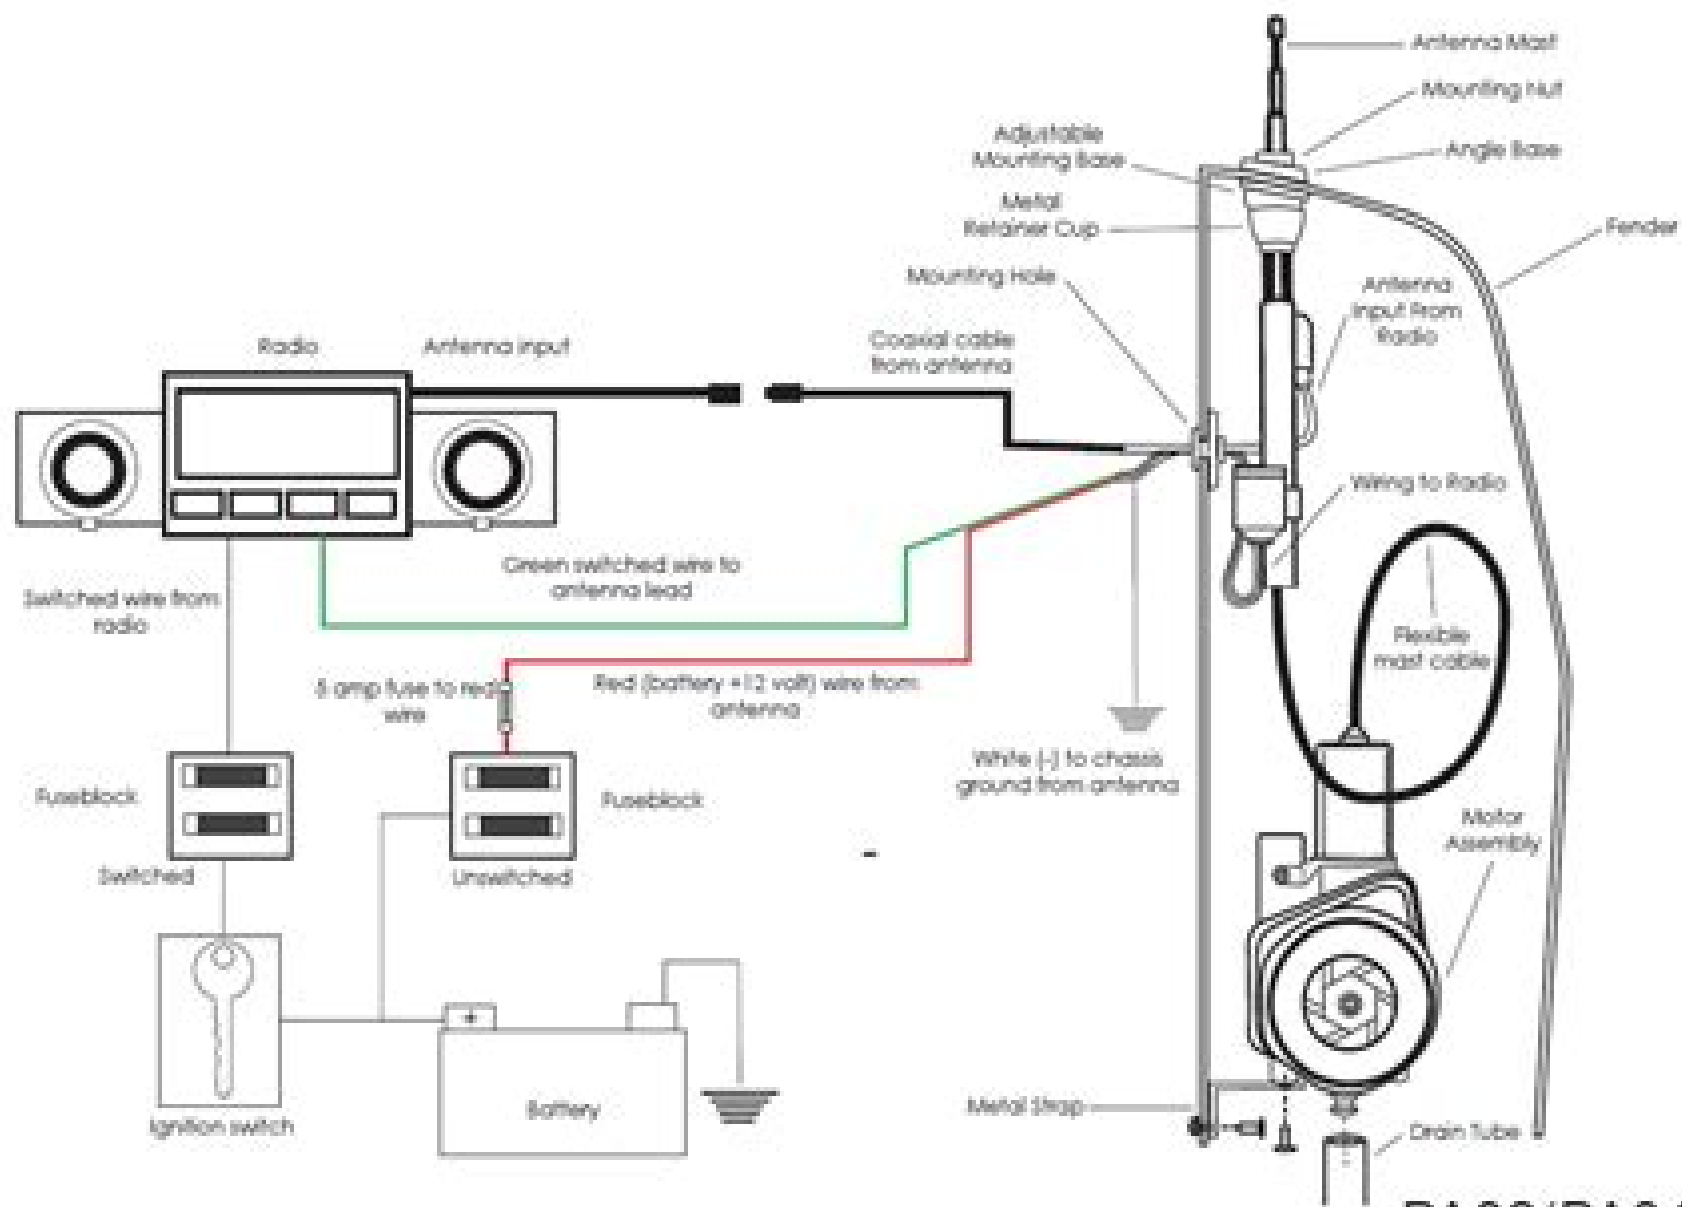 Antenna Mast
Mounting Nut
Adjustable
Mounting Base
Angle Base
Metal
Retainer Cup
Fender
Mounting Hole
Antenna
Input From
Radio
Radio
Antenna input
Coaxial cable
from antenna
Wiring to Radio
Green switched wire to
antenna lead
Switched wire from
radio
Flexible
mast cable
5 amp fuse to red
wire
Red (battery +12 volt) wire from
antenna
White (-) to chassis
ground from antenna
Fuseblock
Fuseblock
Motor
Assembly
Switched
Unswitched
+
Battery
Metal Strap
Ignition switch
Drain Tube